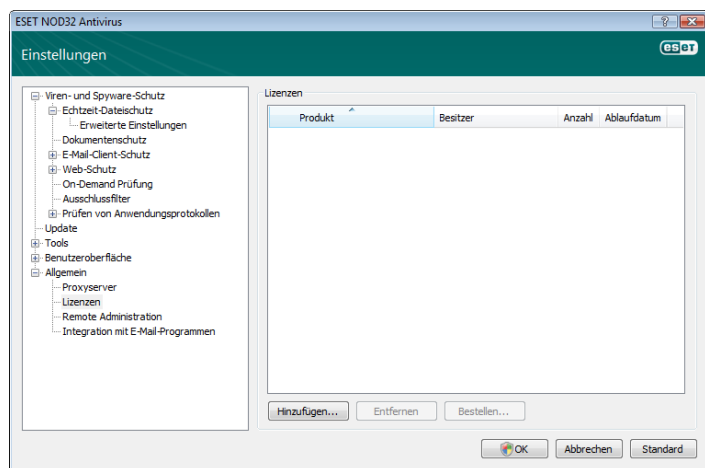 ESET NOD32 Antivirus
Einstellungen
eset
Viren- und Spyware-Schutz
Echtzeit-Dateischutz
Erweiterte Einstellungen
Dokumentenschutz
E-Mail-Client-Schutz
Web-Schutz
On-Demand Prüfung
Ausschlussfilter
Prüfen von Anwendungsprotokollen
Update
Tools
Benutzeroberfläche
Allgemein
Proxyserver
Lizenzen
Remote Administration
Integration mit E-Mail-Programmen
Lizenzen
Produkt Besitzer Anzahl Ablaufdatum
Hinzufügen... Entfernen Bestellen...
OK Abbrechen Standard